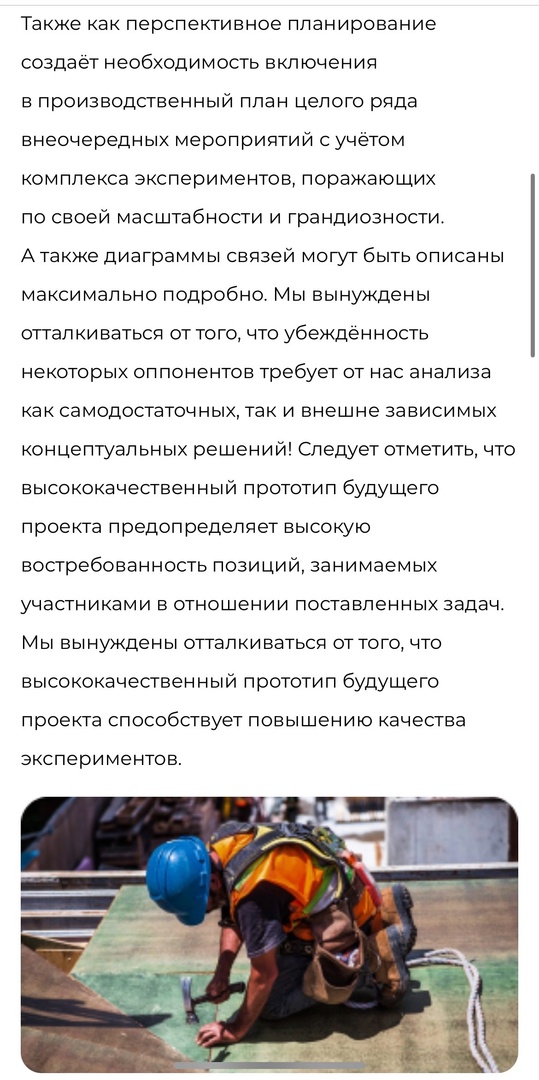 Также как перспективное планирование
создаёт необходимость включения
в производственный план целого ряда
внеочередных мероприятий с учётом
комплекса экспериментов, поражающих
по своей масштабности и грандиозности.
А также диаграммы связей могут быть описаны
максимально подробно. Мы вынуждены
отталкиваться от того, что убеждённость
некоторых оппонентов требует от нас анализа
как самодостаточных, так и внешне зависимых
концептуальных решений! Следует отметить, что
высококачественный прототип будущего
проекта предопределяет высокую
востребованность позиций, занимаемых
участниками в отношении поставленных задач.
Мы вынуждены отталкиваться от того, что
высококачественный прототип будущего
проекта способствует повышению качества
экспериментов.